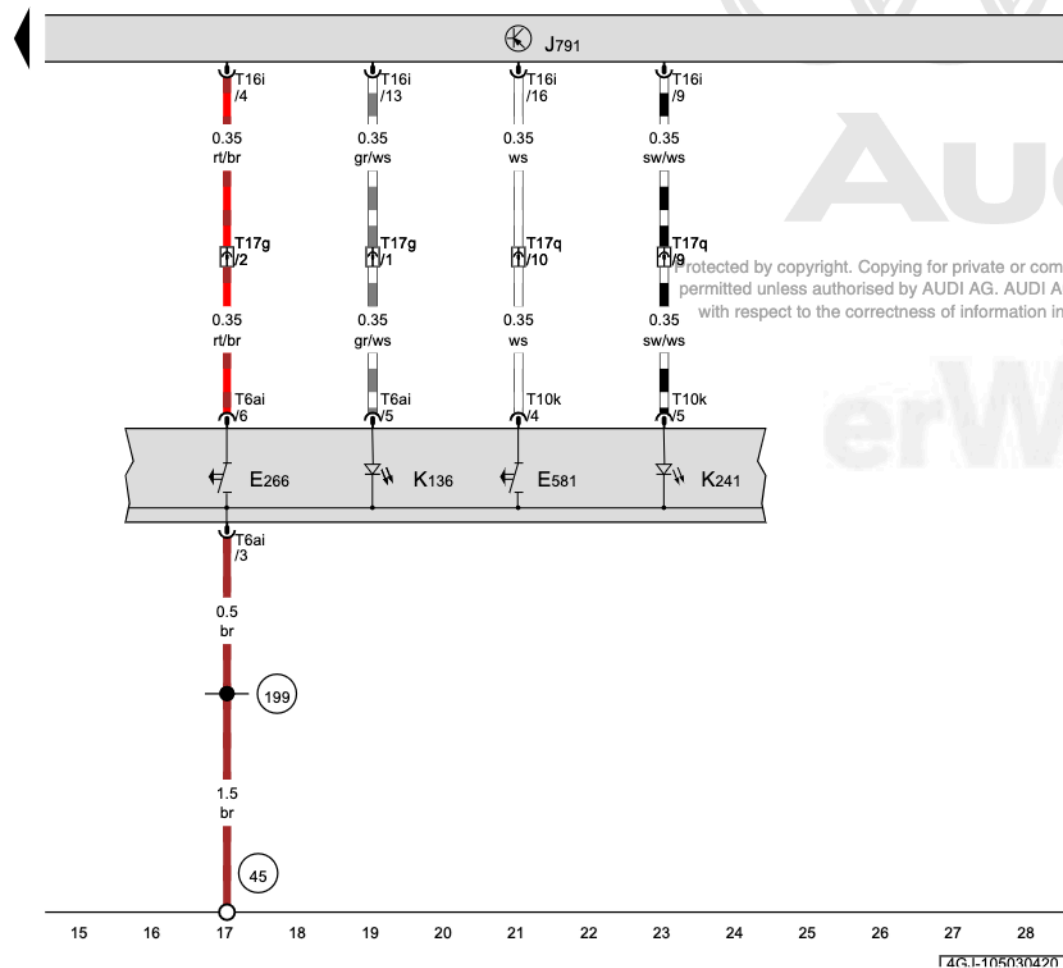 J791
T16i
/4
T16i
/13
T16i
/16
T16i
/9
0.35
rt/br
0.35
gr/ws
0.35
ws
0.35
sw/ws
T17g
/2
T17g
/1
T17q
/10
T17q
/9
Protected by copyright. Copying for private or com
permitted unless authorised by AUDI AG. AUDI A
with respect to the correctness of information in
0.35
rt/br
0.35
gr/ws
0.35
ws
0.35
sw/ws
T6ai
/6
T6ai
/5
T10k
/4
T10k
/5
E266
K136
E581
K241
T6ai
/3
0.5
br
199
1.5
br
45
15 16 17 18 19 20 21 22 23 24 25 26 27 28
4GJ-105030420
Au
erW